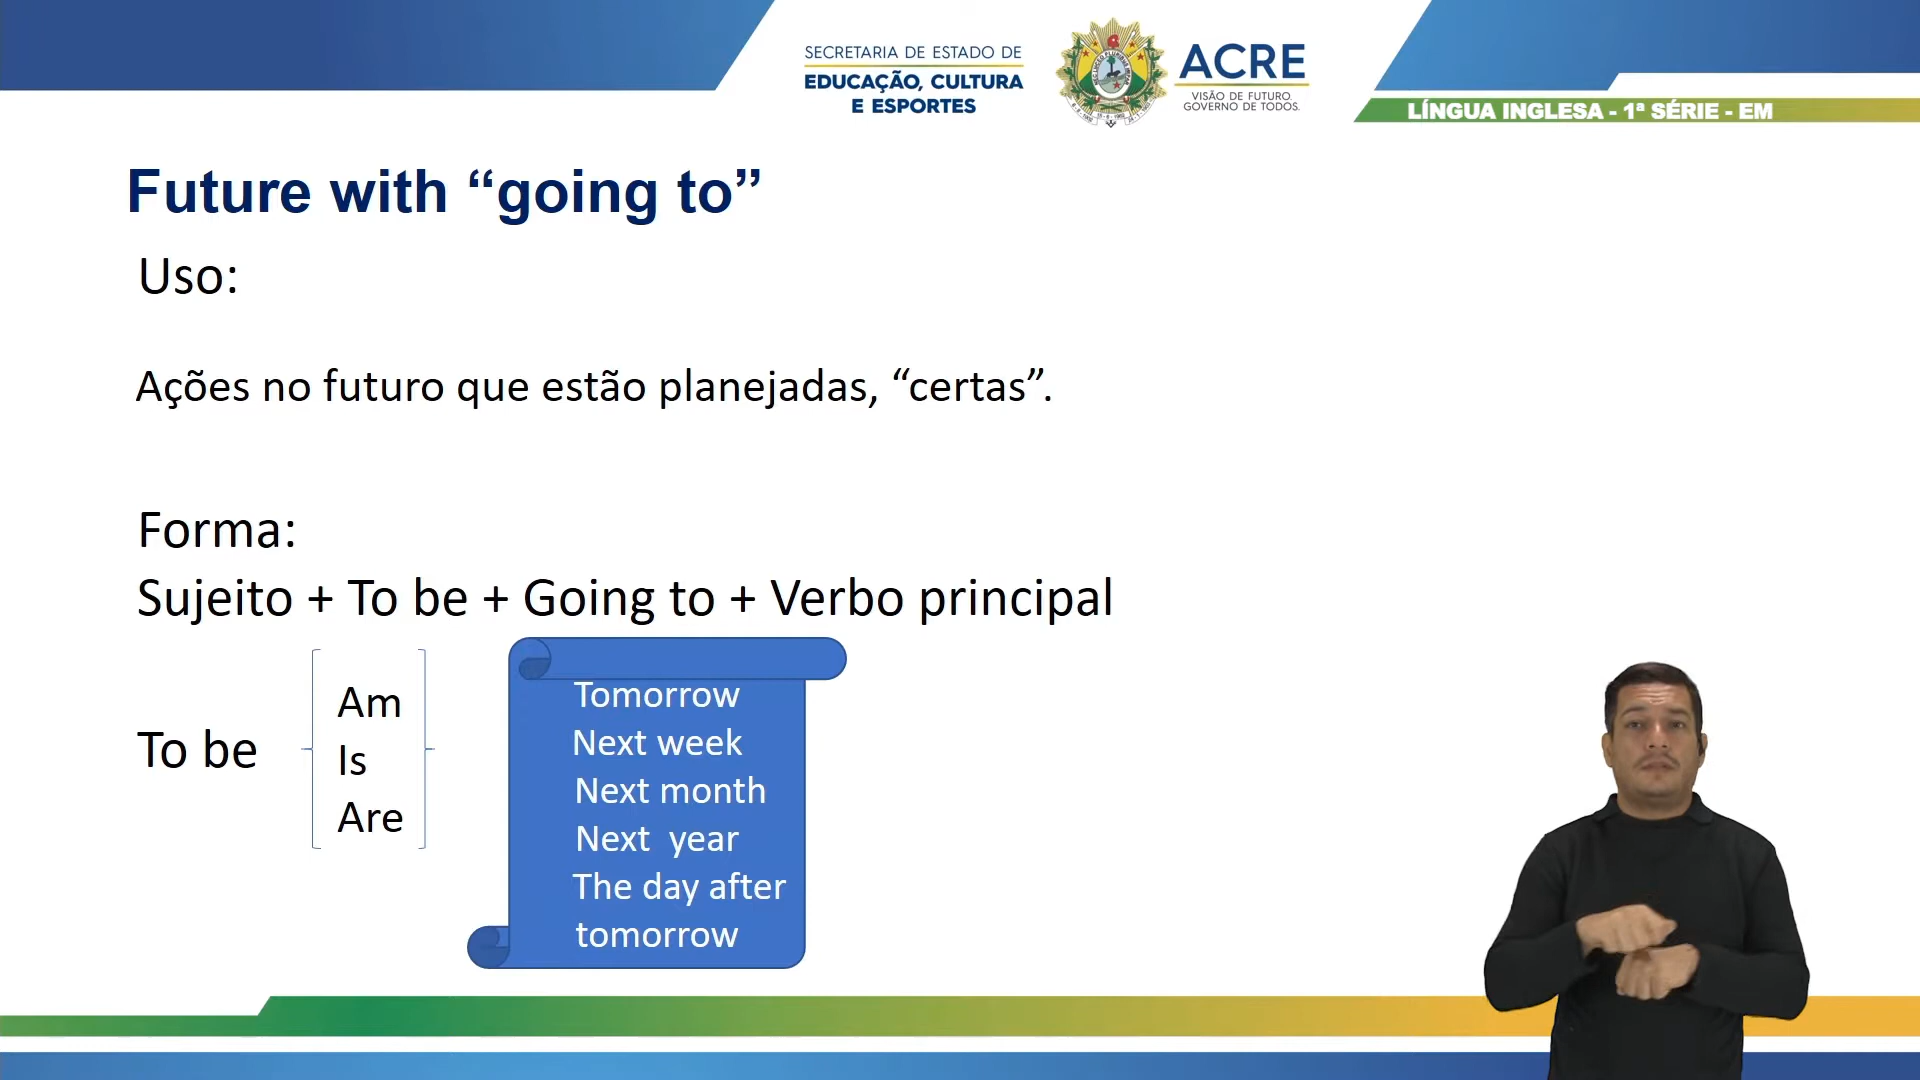 SECRETARIA DE ESTADO DE
EDUCAÇÃO, CULTURA
E ESPORTES
ACRE
VISÃO DE FUTURO.
GOVERNO DE TODOS.
LÍNGUA INGLESA - 1ª SÉRIE - EM
Future with “going to”
Uso:
Ações no futuro que estão planejadas, “certas”.
Forma:
Sujeito + To be + Going to + Verbo principal
To be
Am
Is
Are
Tomorrow
Next week
Next month
Next year
The day after
tomorrow